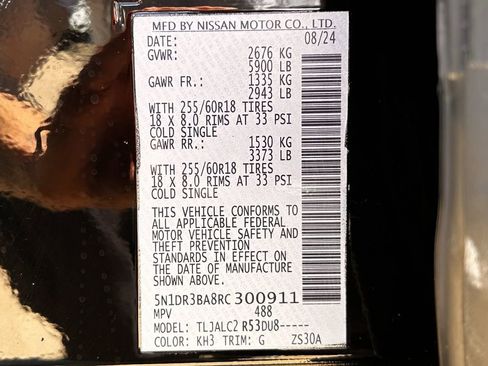 MFD BY NISSAN MOTOR CO., LTD.
DATE: 08/24
GVWR: 2676 KG
5900 LB
GAWR FR.: 1335 KG
2943 LB
WITH 255/60R18 TIRES
18 X 8.0 RIMS AT 33 PSI
COLD SINGLE
GAWR RR.: 1530 KG
3373 LB
WITH 255/60R18 TIRES
18 X 8.0 RIMS AT 33 PSI
COLD SINGLE
THIS VEHICLE CONFORMS TO
ALL APPLICABLE FEDERAL
MOTOR VEHICLE SAFETY AND
THEFT PREVENTION
STANDARDS IN EFFECT ON
THE DATE OF MANUFACTURE
SHOWN ABOVE.
5N1DR3BA8RC300911
MPV 488
MODEL: TLJALC2 R53DU8-----
COLOR: KH3 TRIM: G ZS30A